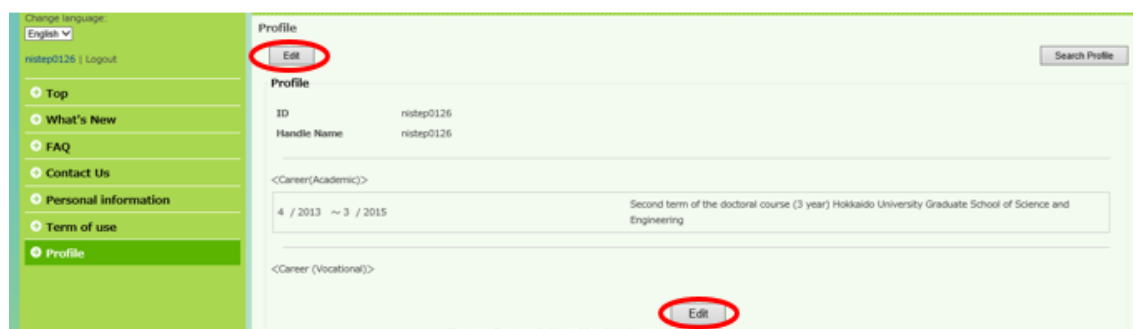 Change language:
English
nistep0126 | Logout
Top
What's New
FAQ
Contact Us
Personal information
Term of use
Profile
Profile
Edit
Search Profile
Profile
ID nistep0126
Handle Name nistep0126
<Career(Academic)>
4 / 2013 ~ 3 / 2015
Second term of the doctoral course (3 year) Hokkaido University Graduate School of Science and
Engineering
<Career (Vocational)>
Edit